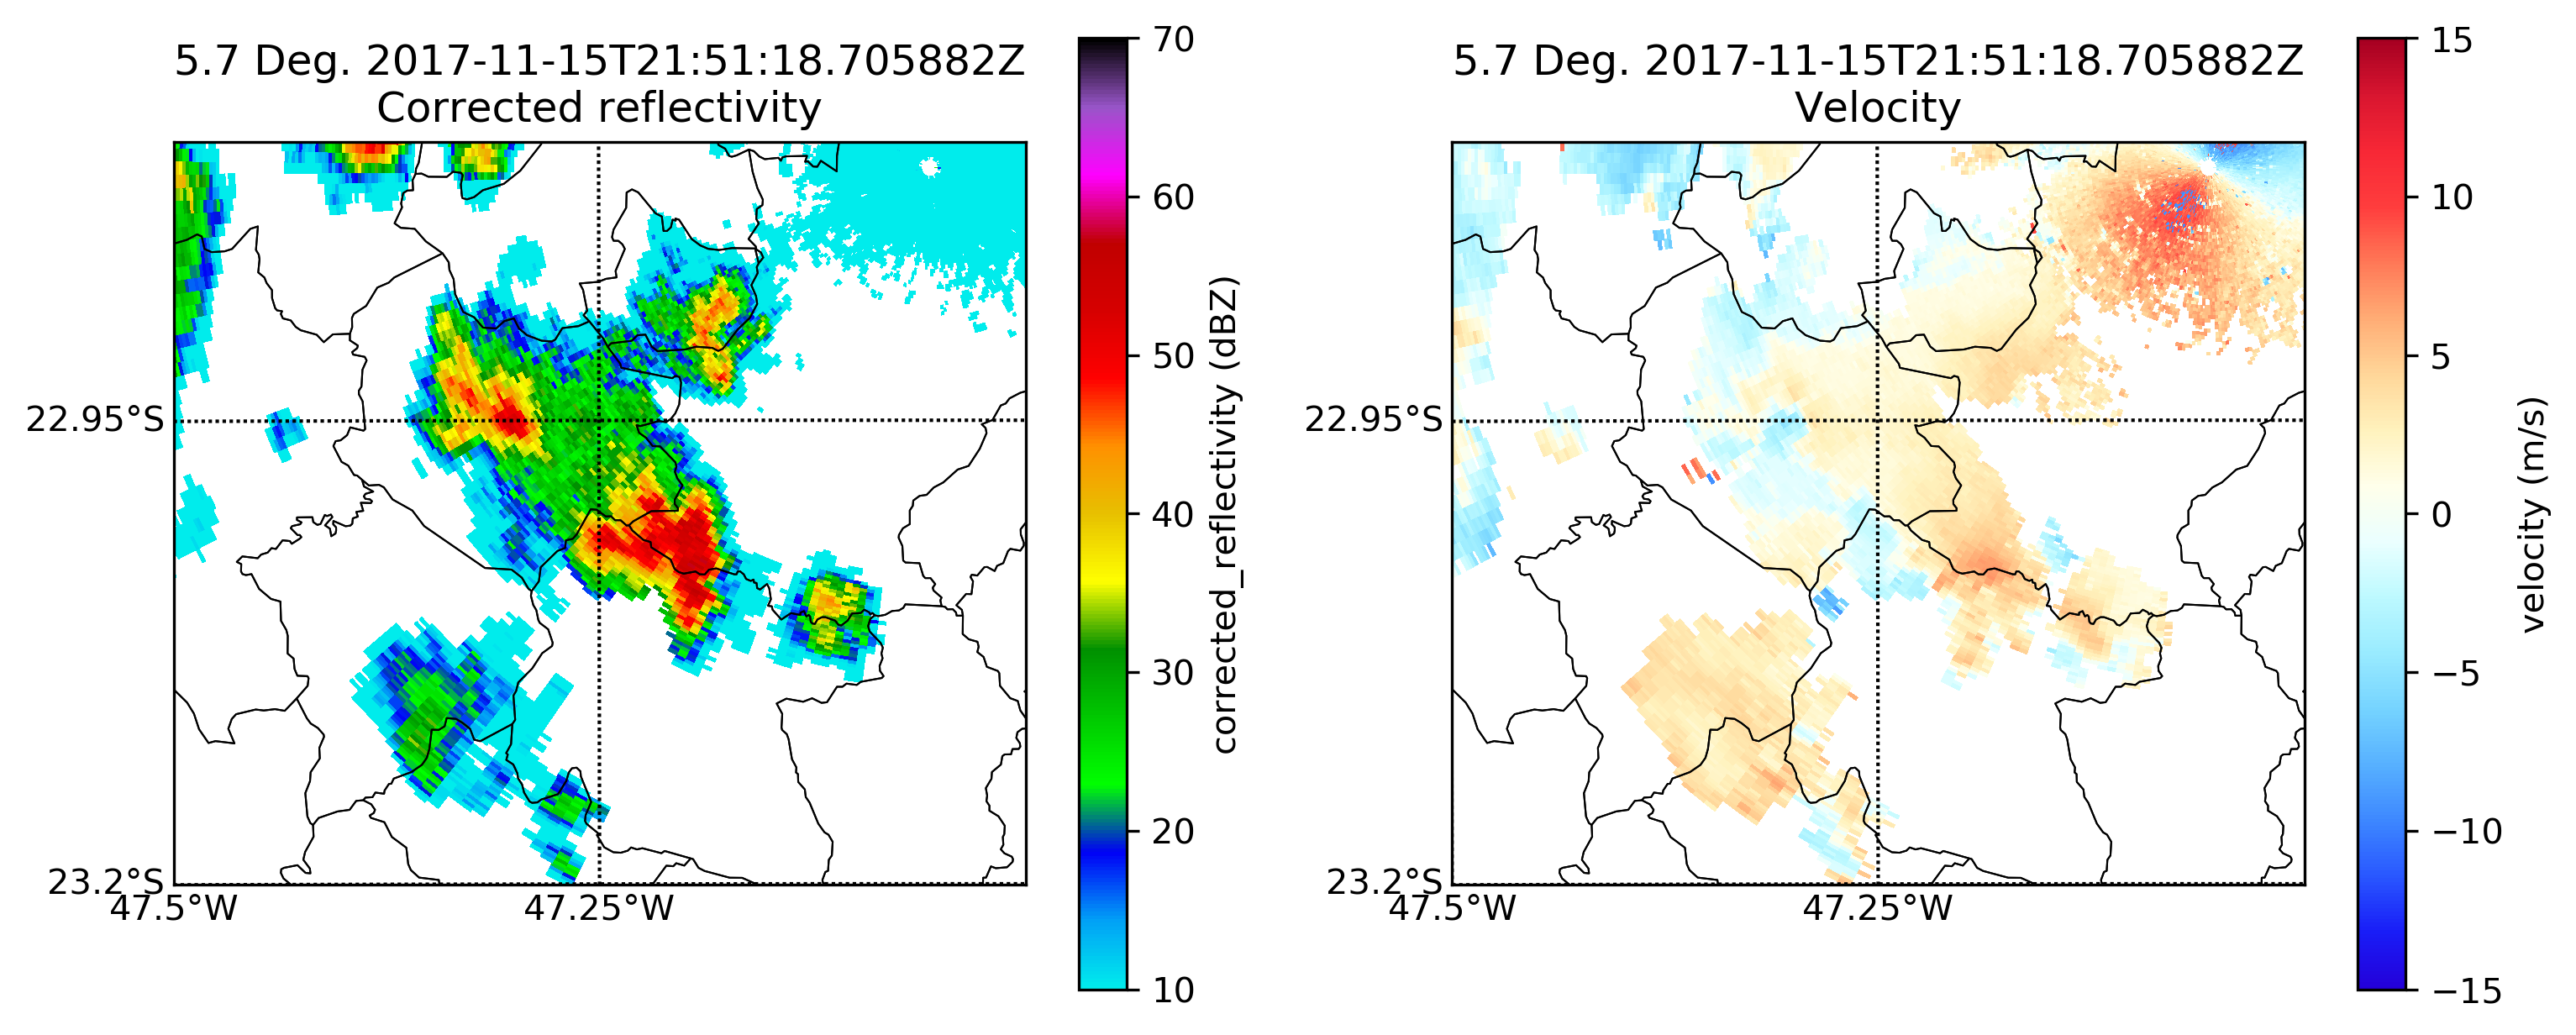 5.7 Deg. 2017-11-15T21:51:18.705882Z
Corrected reflectivity
22.95°S
23.2°S
47.5°W
47.25°W
70
60
50
40
30
20
10
corrected_reflectivity (dBZ)
5.7 Deg. 2017-11-15T21:51:18.705882Z
Velocity
22.95°S
23.2°S
47.5°W
47.25°W
15
10
5
0
−5
−10
−15
velocity (m/s)